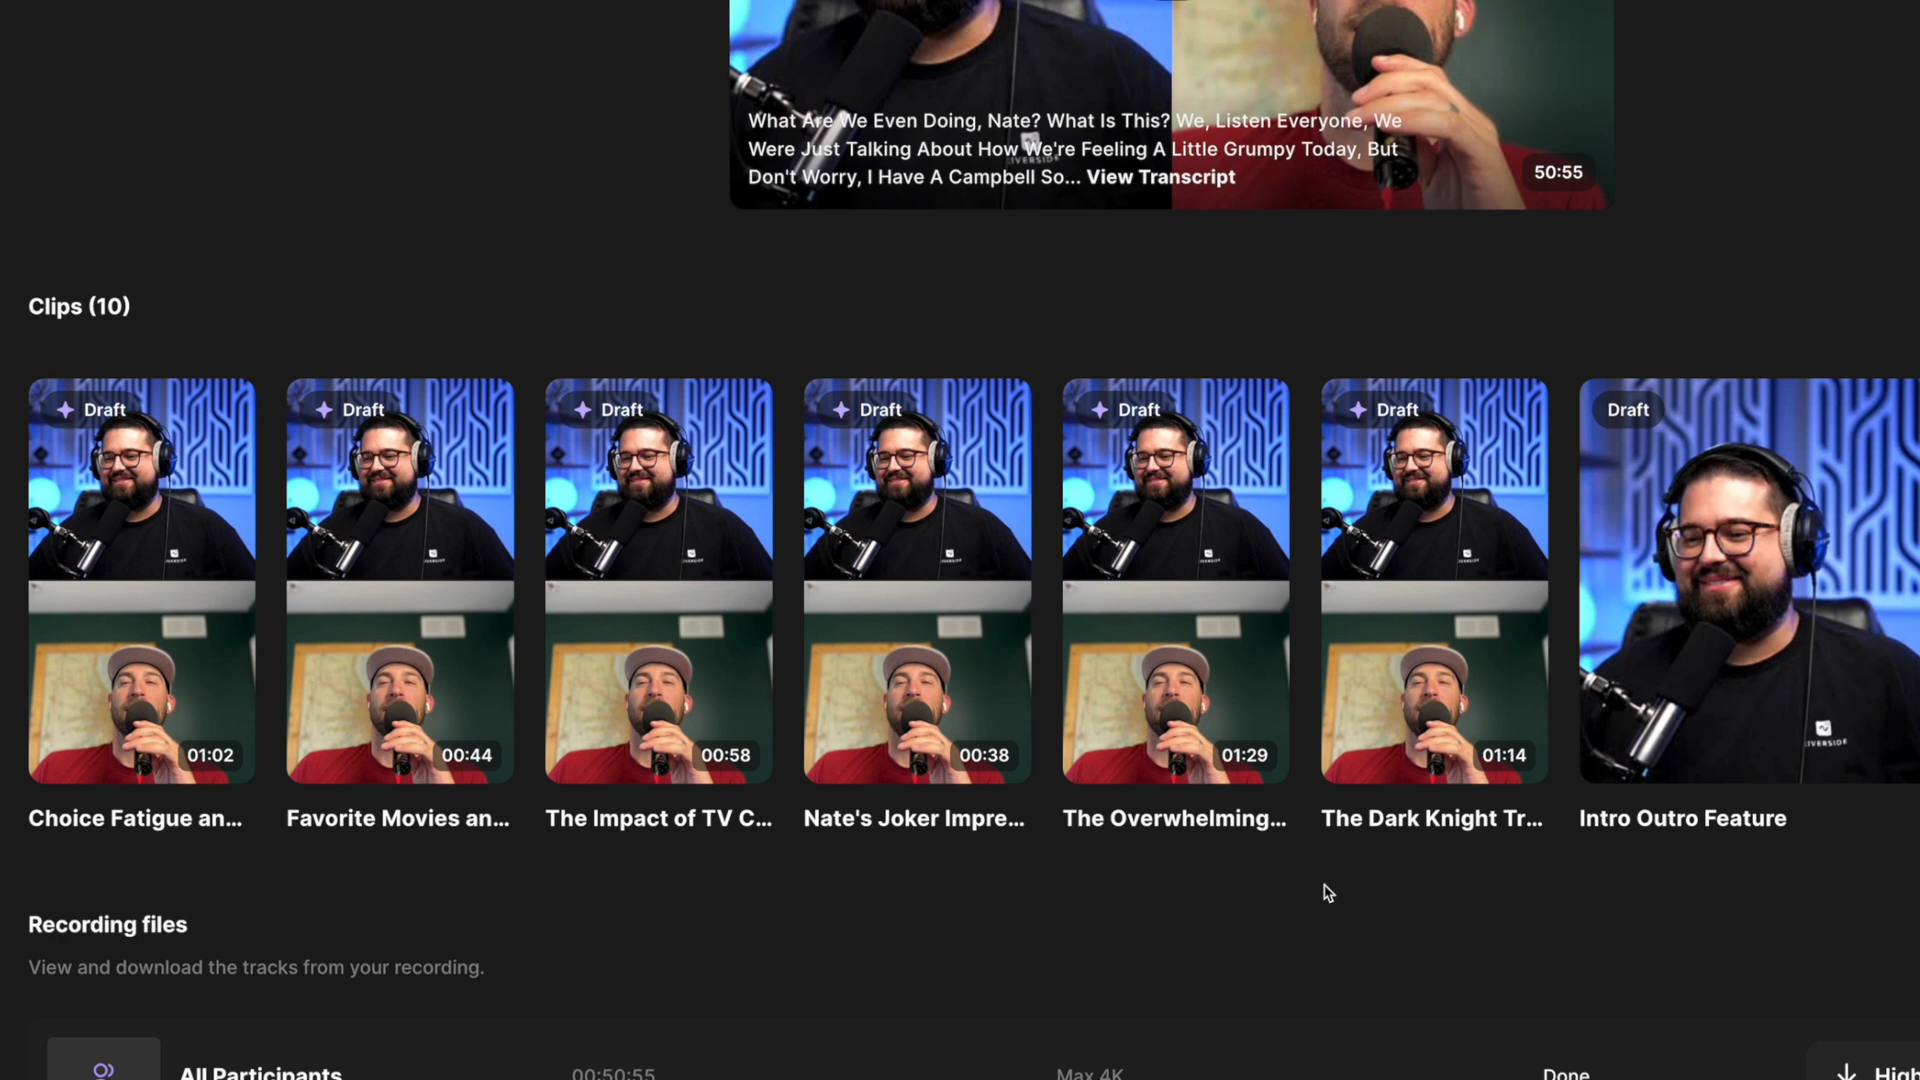 What Are We Even Doing, Nate? What Is This? We, Listen Everyone, We
Were Just Talking About How We're Feeling A Little Grumpy Today, But
Don't Worry, I Have A Campbell So... View Transcript
50:55
Clips (10)
Draft
Draft
Draft
Draft
Draft
Draft
Draft
RIVERSIDE
01:02
00:44
00:58
00:38
01:29
01:14
Choice Fatigue an...
Favorite Movies an...
The Impact of TV C...
Nate's Joker Impre...
The Overwhelming...
The Dark Knight Tr...
Intro Outro Feature
Recording files
View and download the tracks from your recording.
All Participants
00:50:55
Max 4K
Done
High